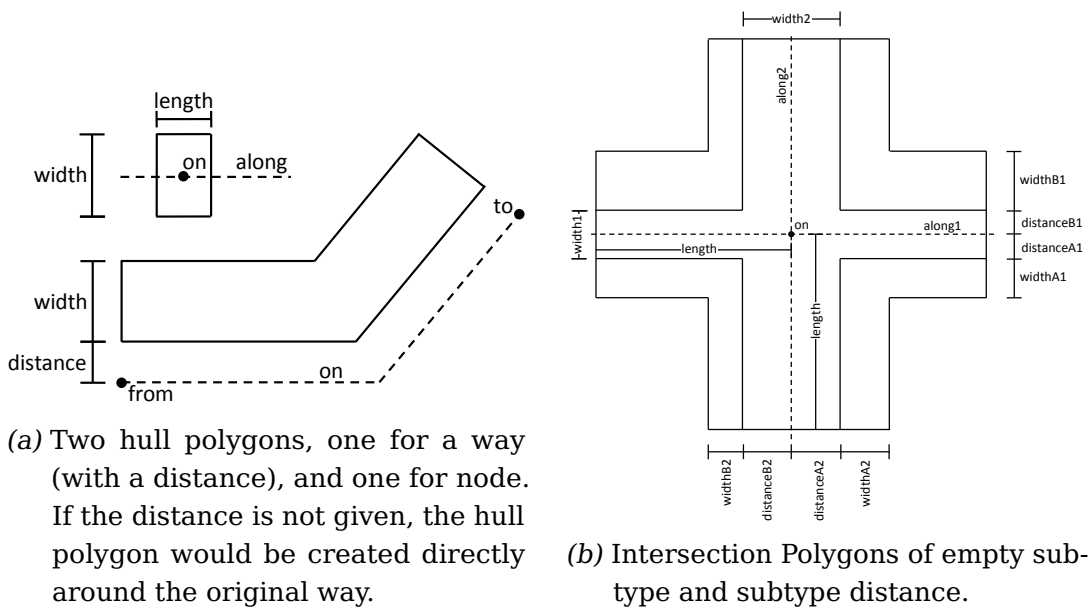 length
width
on
along
to
width
distance
on
from
(a) Two hull polygons, one for a way
(with a distance), and one for node.
If the distance is not given, the hull
polygon would be created directly
around the original way.
width2
along2
widthB1
width1
on
along1
distanceB1
length
distanceA1
widthA1
length
widthB2
distanceB2
distanceA2
widthA2
(b) Intersection Polygons of empty sub-
type and subtype distance.